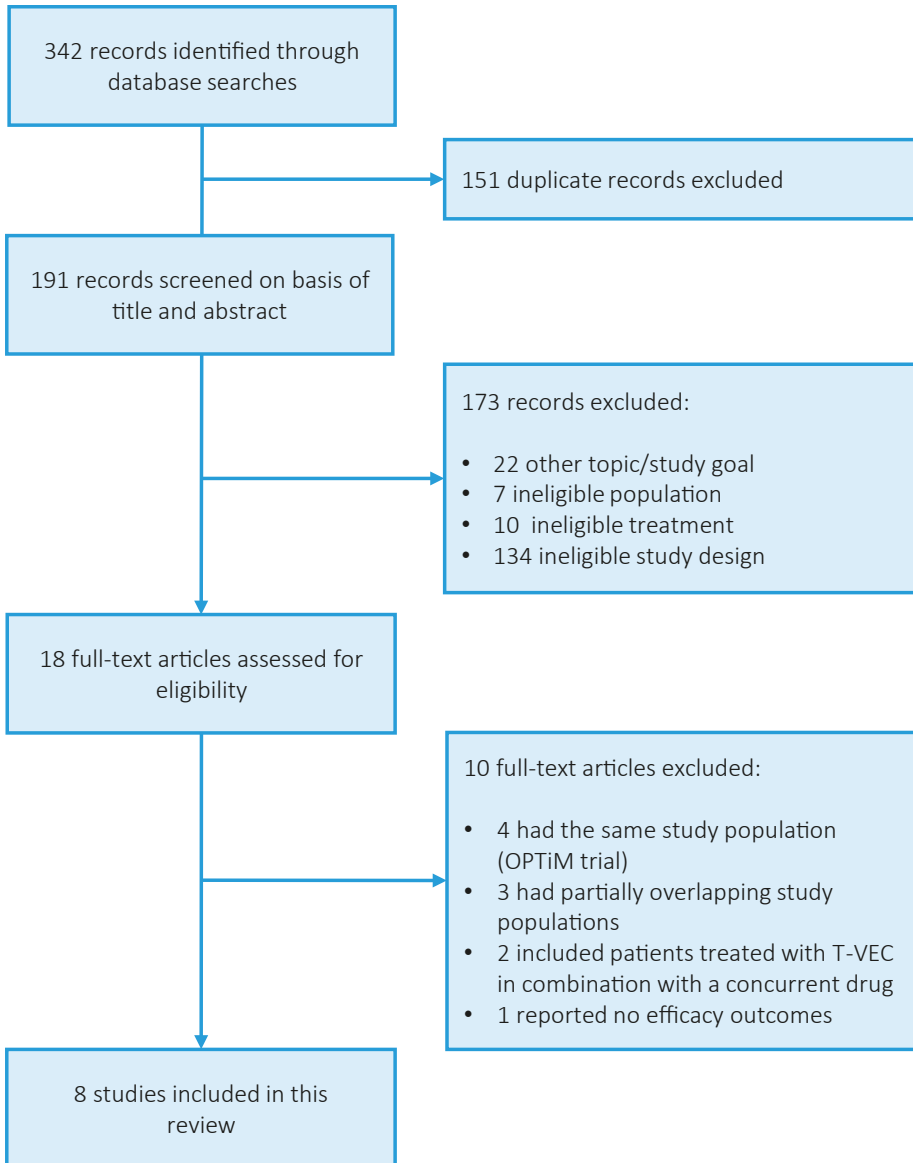 342 records identified through
database searches
151 duplicate records excluded
191 records screened on basis of
title and abstract
173 records excluded:
• 22 other topic/study goal
• 7 ineligible population
• 10  ineligible treatment
• 134 ineligible study design
18 full-text articles assessed for
eligibility
10 full-text articles excluded:
• 4 had the same study population
(OPTiM trial)
• 3 had partially overlapping study
populations
• 2 included patients treated with T-VEC
in combination with a concurrent drug
• 1 reported no efficacy outcomes
8 studies included in this
review